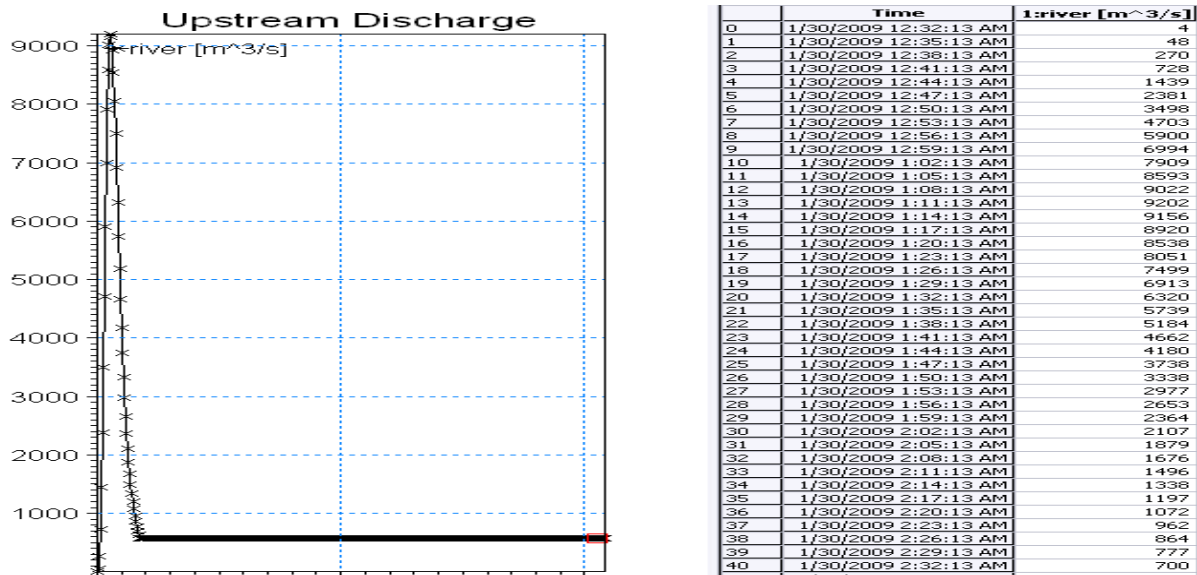 Upstream Discharge
river [m^3/s]
9000
8000
7000
6000
5000
4000
3000
2000
1000
Time 1:river [m^3/s]
0 1/30/2009 12:32:13 AM 4
1 1/30/2009 12:35:13 AM 48
2 1/30/2009 12:38:13 AM 270
3 1/30/2009 12:41:13 AM 728
4 1/30/2009 12:44:13 AM 1439
5 1/30/2009 12:47:13 AM 2381
6 1/30/2009 12:50:13 AM 3498
7 1/30/2009 12:53:13 AM 4703
8 1/30/2009 12:56:13 AM 5900
9 1/30/2009 12:59:13 AM 6994
10 1/30/2009 1:02:13 AM 7909
11 1/30/2009 1:05:13 AM 8593
12 1/30/2009 1:08:13 AM 9022
13 1/30/2009 1:11:13 AM 9202
14 1/30/2009 1:14:13 AM 9156
15 1/30/2009 1:17:13 AM 8920
16 1/30/2009 1:20:13 AM 8538
17 1/30/2009 1:23:13 AM 8051
18 1/30/2009 1:26:13 AM 7499
19 1/30/2009 1:29:13 AM 6913
20 1/30/2009 1:32:13 AM 6320
21 1/30/2009 1:35:13 AM 5739
22 1/30/2009 1:38:13 AM 5184
23 1/30/2009 1:41:13 AM 4662
24 1/30/2009 1:44:13 AM 4180
25 1/30/2009 1:47:13 AM 3738
26 1/30/2009 1:50:13 AM 3338
27 1/30/2009 1:53:13 AM 2977
28 1/30/2009 1:56:13 AM 2653
29 1/30/2009 1:59:13 AM 2364
30 1/30/2009 2:02:13 AM 2107
31 1/30/2009 2:05:13 AM 1879
32 1/30/2009 2:08:13 AM 1676
33 1/30/2009 2:11:13 AM 1496
34 1/30/2009 2:14:13 AM 1338
35 1/30/2009 2:17:13 AM 1197
36 1/30/2009 2:20:13 AM 1072
37 1/30/2009 2:23:13 AM 962
38 1/30/2009 2:26:13 AM 864
39 1/30/2009 2:29:13 AM 777
40 1/30/2009 2:32:13 AM 700